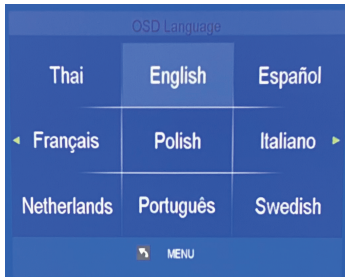 OSD Language
Thai English Español
Français Polish Italiano
Netherlands Português Swedish
MENU